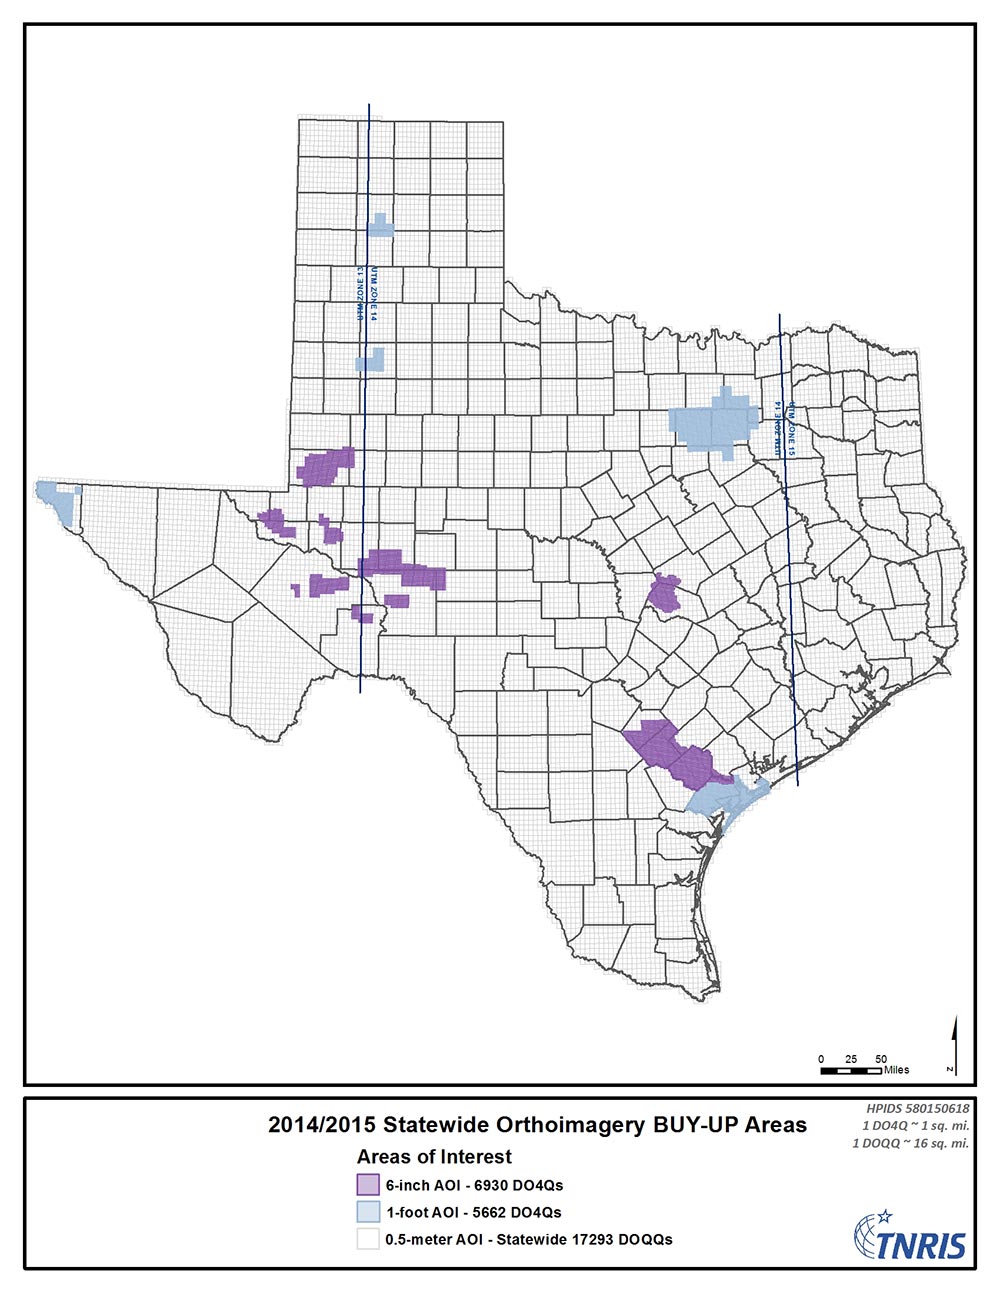 UTM ZONE 13
UTM ZONE 14
UTM ZONE 14
UTM ZONE 15
0 25 50
Miles
N
2014/2015 Statewide Orthoimagery BUY-UP Areas
HPIDS 580150618
1 DO4Q ~ 1 sq. mi.
1 DOQQ ~ 16 sq. mi.
Areas of Interest
6-inch AOI - 6930 DO4Qs
1-foot AOI - 5662 DO4Qs
0.5-meter AOI - Statewide 17293 DOQQs
TNRIS